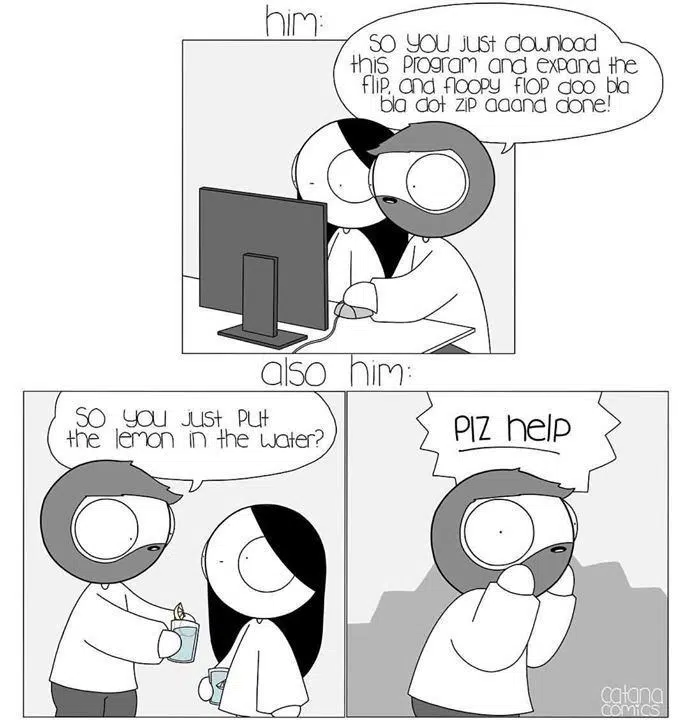 him:
SO YOU JUST download
this program and expand the
flip, and floopy flop doo bla
bla dot zip aaand done!
also him:
SO YOU JUST PUT
the lemon in the water?
PlZ help
catana
comics